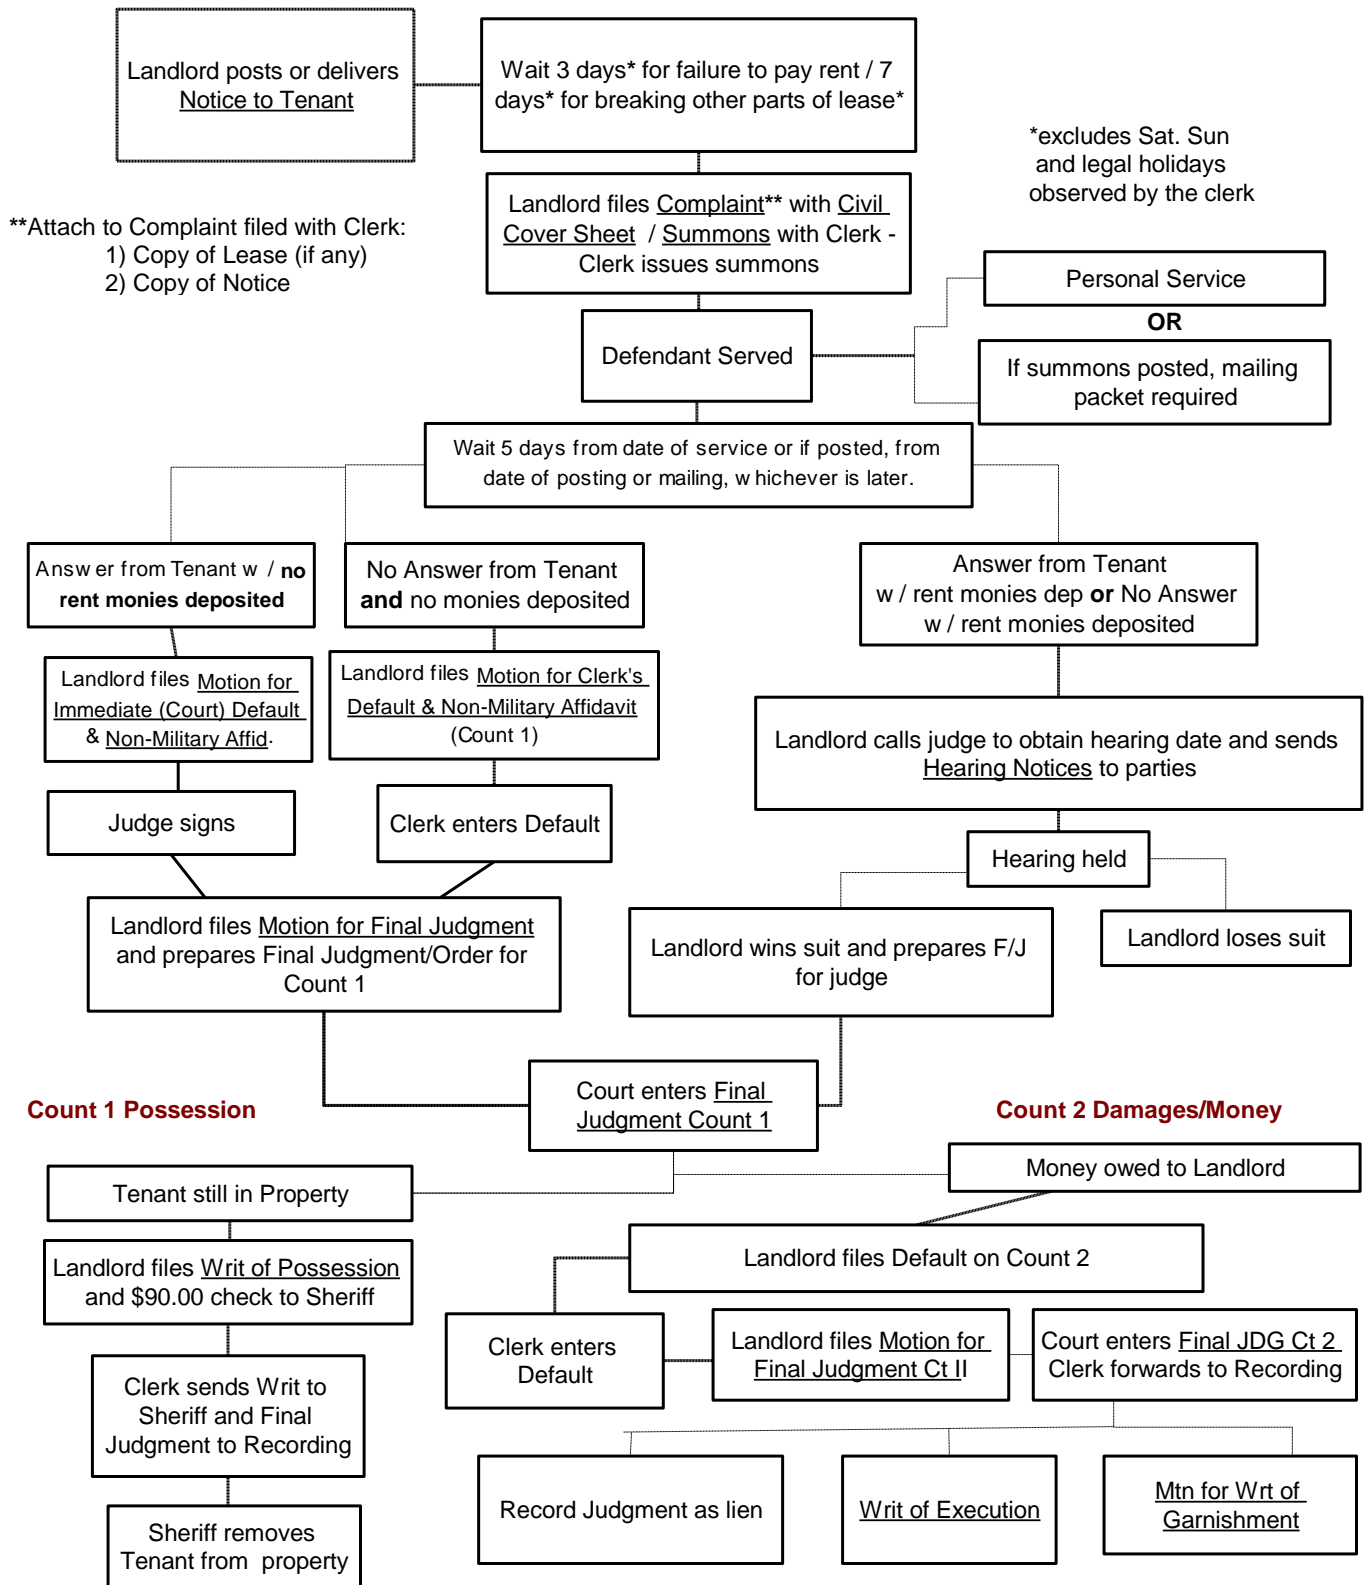 Landlord posts or delivers
Notice to Tenant
Wait 3 days* for failure to pay rent / 7
days* for breaking other parts of lease*
*excludes Sat. Sun
and legal holidays
observed by the clerk
**Attach to Complaint filed with Clerk:
1) Copy of Lease (if any)
2) Copy of Notice
Landlord files Complaint** with Civil
Cover Sheet / Summons with Clerk -
Clerk issues summons
Personal Service
OR
If summons posted, mailing
packet required
Defendant Served
Wait 5 days from date of service or if posted, from
date of posting or mailing, whichever is later.
Answer from Tenant w / no
rent monies deposited
No Answer from Tenant
and no monies deposited
Answer from Tenant
w / rent monies dep or No Answer
w / rent monies deposited
Landlord files Motion for
Immediate (Court) Default
& Non-Military Affid.
Landlord files Motion for Clerk's
Default & Non-Military Affidavit
(Count 1)
Landlord calls judge to obtain hearing date and sends
Hearing Notices to parties
Judge signs
Clerk enters Default
Hearing held
Landlord files Motion for Final Judgment
and prepares Final Judgment/Order for
Count 1
Landlord wins suit and prepares F/J
for judge
Landlord loses suit
Court enters Final
Judgment Count 1
Count 1 Possession
Count 2 Damages/Money
Tenant still in Property
Money owed to Landlord
Landlord files Writ of Possession
and $90.00 check to Sheriff
Landlord files Default on Count 2
Clerk enters
Default
Landlord files Motion for
Final Judgment Ct II
Court enters Final JDG Ct 2
Clerk forwards to Recording
Clerk sends Writ to
Sheriff and Final
Judgment to Recording
Record Judgment as lien
Writ of Execution
Mtn for Wrt of
Garnishment
Sheriff removes
Tenant from property